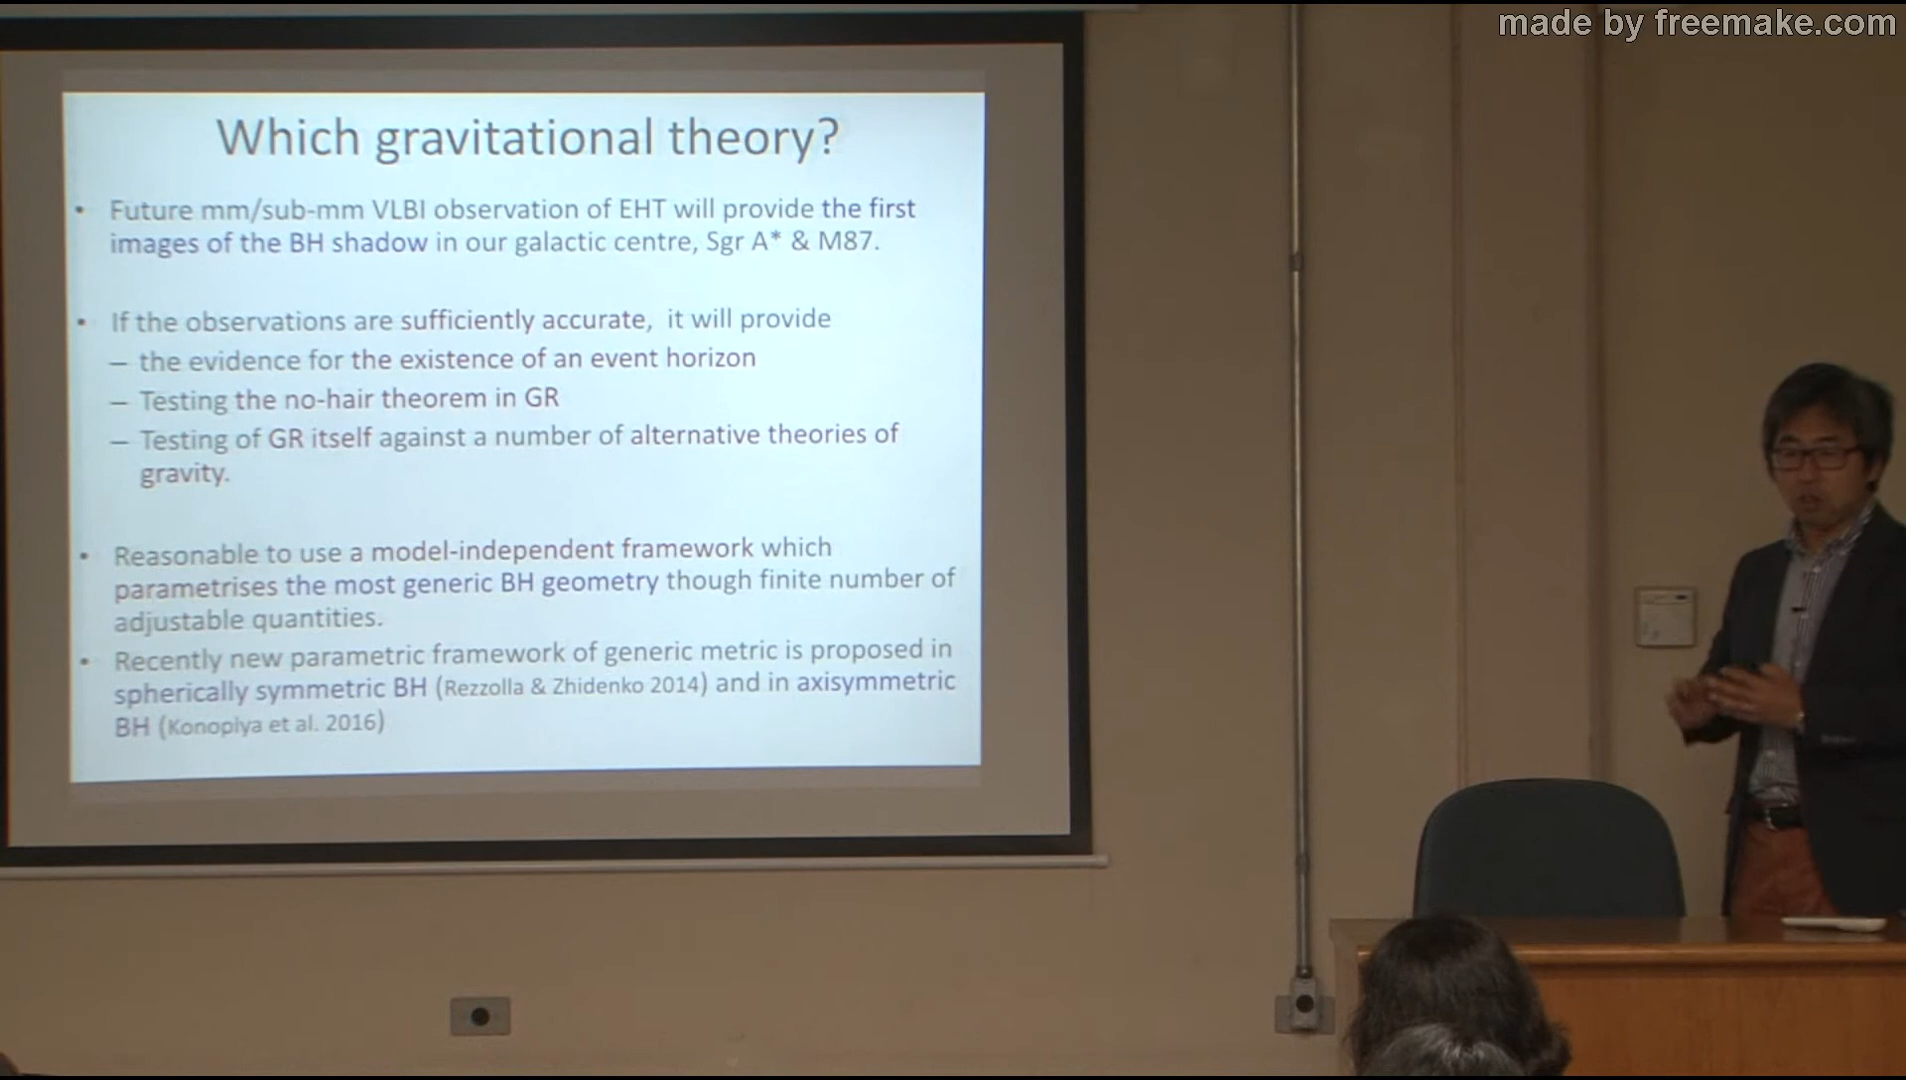 made by freemake.com
Which gravitational theory?
• Future mm/sub-mm VLBI observation of EHT will provide the first
images of the BH shadow in our galactic centre, Sgr A* & M87.
• If the observations are sufficiently accurate, it will provide
– the evidence for the existence of an event horizon
– Testing the no-hair theorem in GR
– Testing of GR itself against a number of alternative theories of
gravity.
• Reasonable to use a model-independent framework which
parametrises the most generic BH geometry though finite number of
adjustable quantities.
• Recently new parametric framework of generic metric is proposed in
spherically symmetric BH (Rezzolla & Zhidenko 2014) and in axisymmetric
BH (Konoplya et al. 2016)